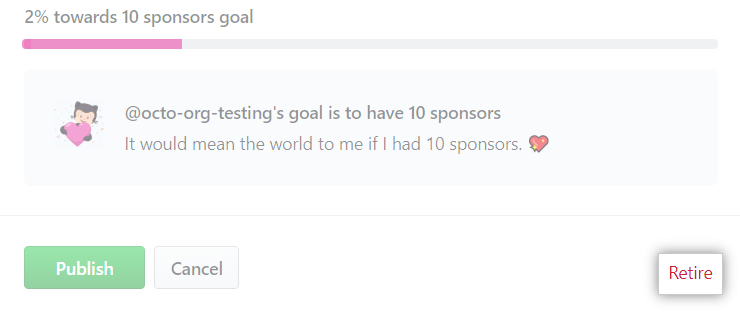 2% towards 10 sponsors goal
@octo-org-testing's goal is to have 10 sponsors
It would mean the world to me if I had 10 sponsors. 💖
Publish
Cancel
Retire